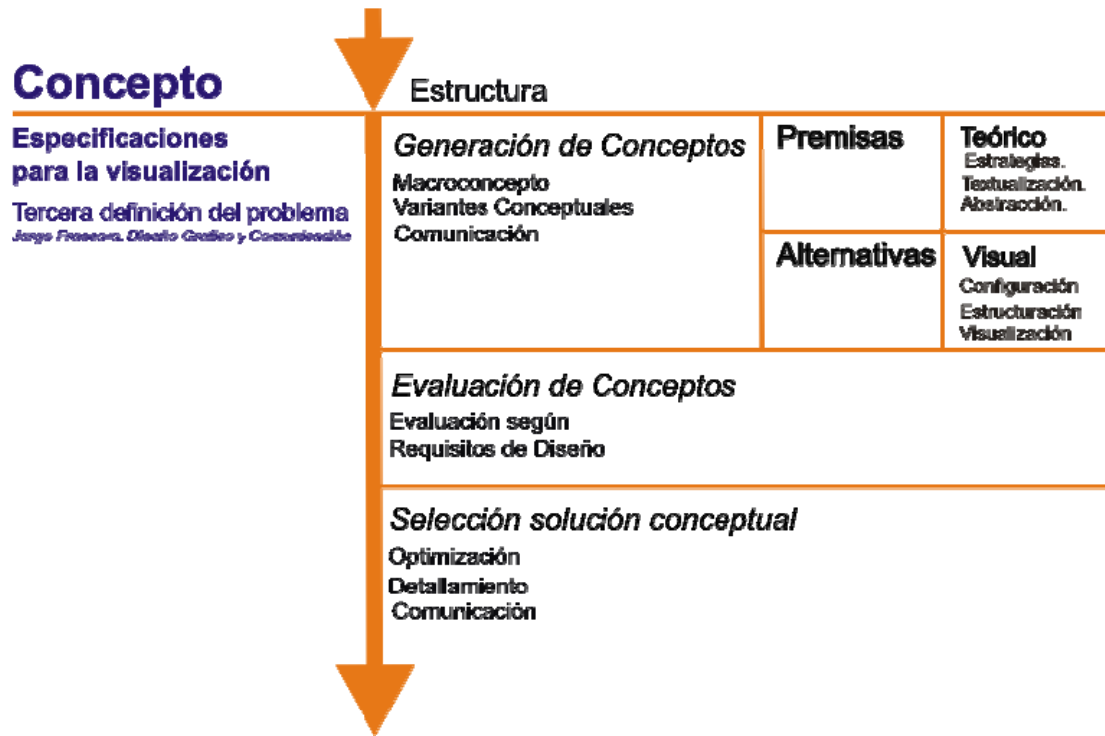 Concepto
Especificaciones
para la visualización
Tercera definición del problema
Jorge Frascara. Diseño Grafico y Comunicación
Estructura
Generación de Conceptos
Macroconcepto
Variantes Conceptuales
Comunicación
Premisas
Teórico
Estrategias.
Textualización.
Abstracción.
Alternativas
Visual
Configuración
Estructuración
Visualización
Evaluación de Conceptos
Evaluación según
Requisitos de Diseño
Selección solución conceptual
Optimización
Detallamiento
Comunicación